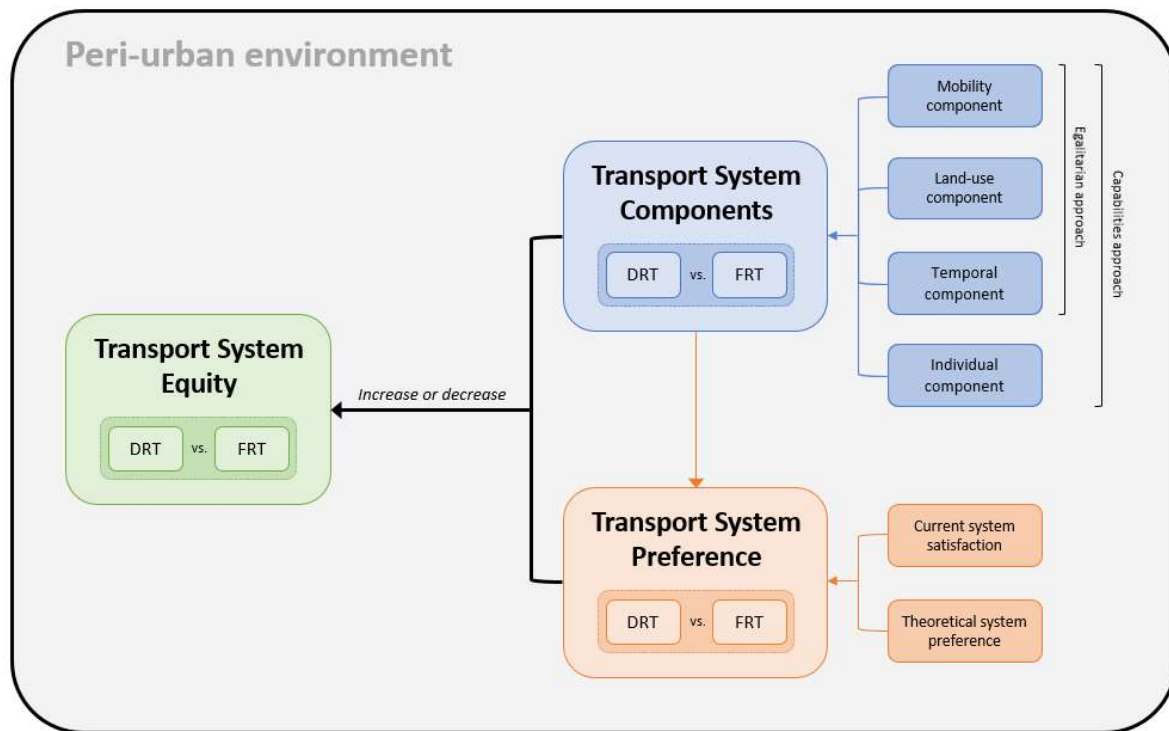 Peri-urban environment
Transport System
Equity
DRT vs. FRT
Increase or decrease
Transport System
Components
DRT vs. FRT
Transport System
Preference
DRT vs. FRT
Mobility
component
Land-use
component
Temporal
component
Individual
component
Egalitarian approach
Capabilities approach
Current system
satisfaction
Theoretical system
preference